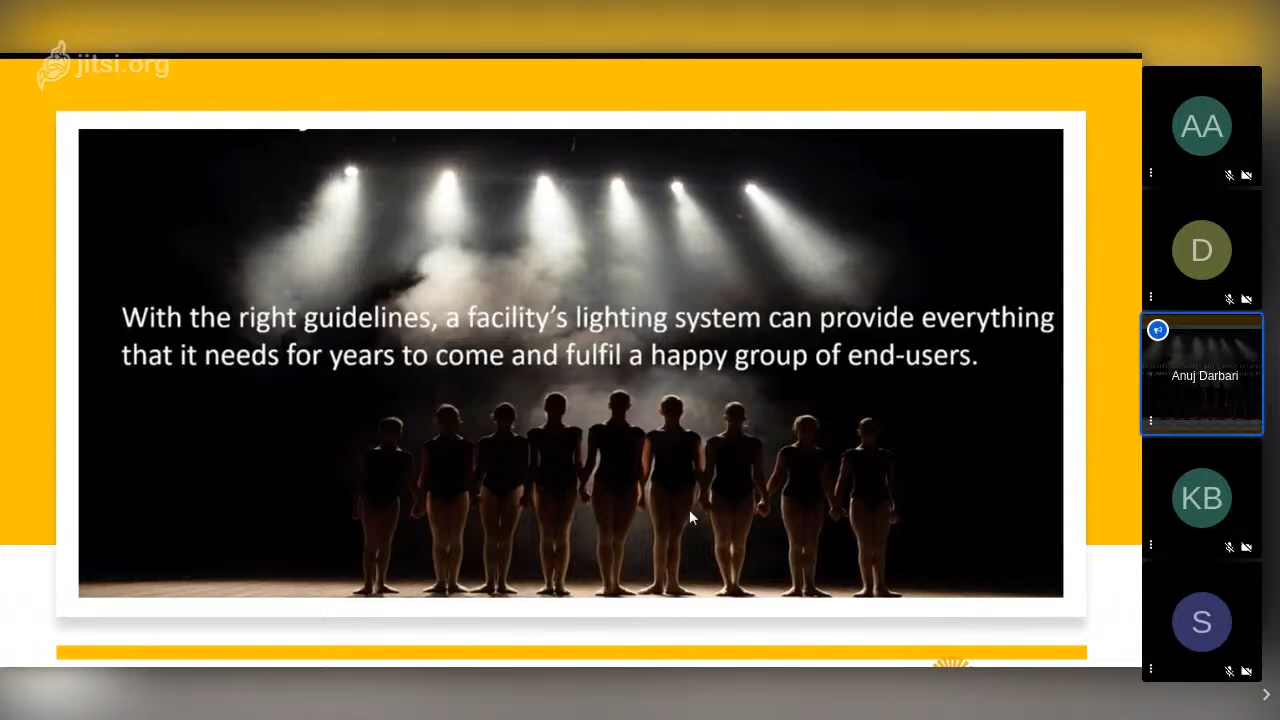 jitsi.org
With the right guidelines, a facility's lighting system can provide everything
that it needs for years to come and fulfil a happy group of end-users.
AA
D
Anuj Darbari
KB
S